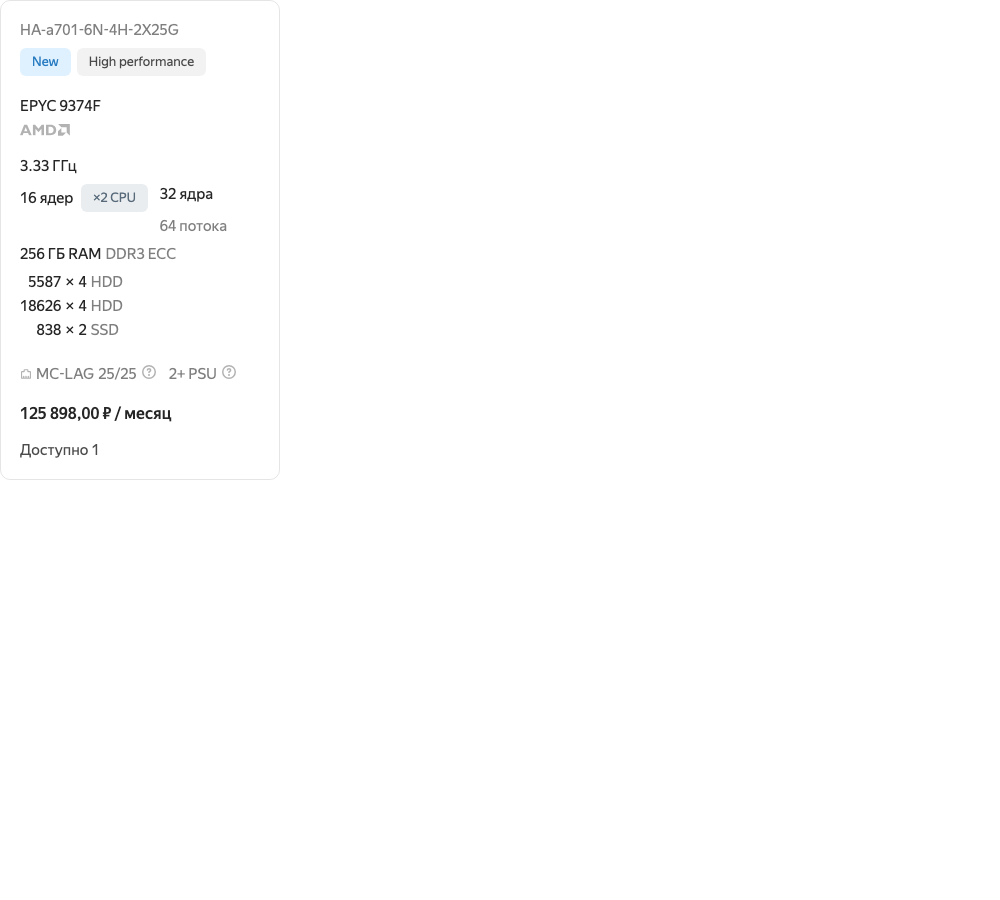 HA-a701-6N-4H-2X25G
New High performance
EPYC 9374F
AMD
3.33 ГГц
16 ядер ×2 CPU 32 ядра
64 потока
256 ГБ RAM DDR3 ECC
5587 × 4 HDD
18626 × 4 HDD
838 × 2 SSD
MC-LAG 25/25 ? 2+ PSU ?
125 898,00 ₽ / месяц
Доступно 1